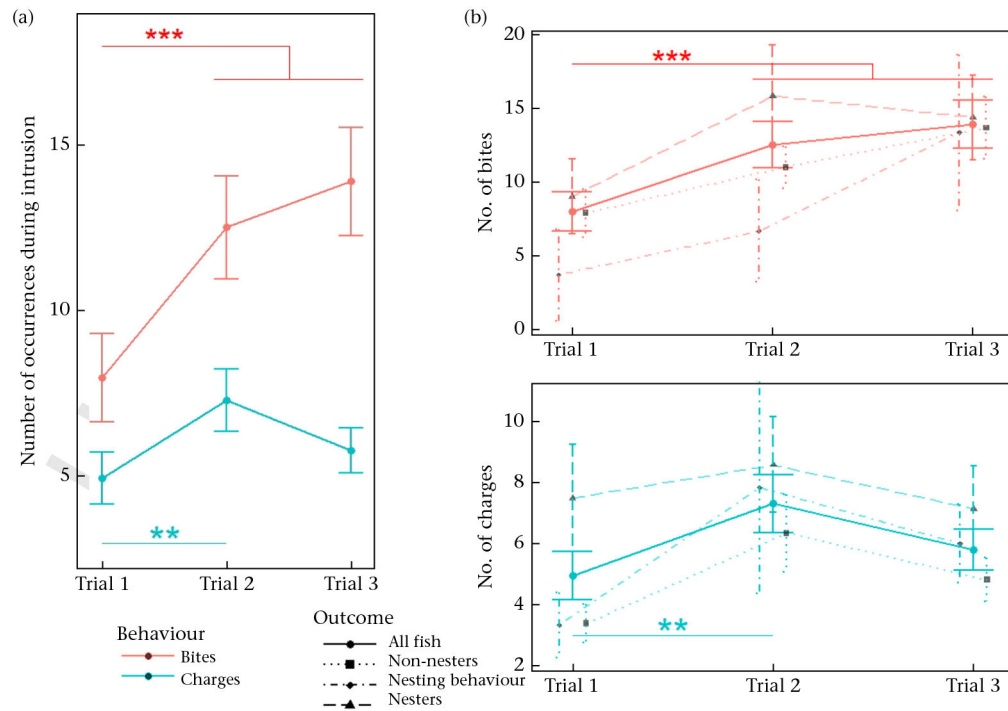 (a)
***
Number of occurrences during intrusion
15
10
5
**
Trial 1 Trial 2 Trial 3
Behaviour
Bites
Charges
Outcome
All fish
Non-nesters
Nesting behaviour
Nesters
(b)
***
No. of bites
20
15
10
5
0
Trial 1 Trial 2 Trial 3
No. of charges
10
8
6
4
2
**
Trial 1 Trial 2 Trial 3